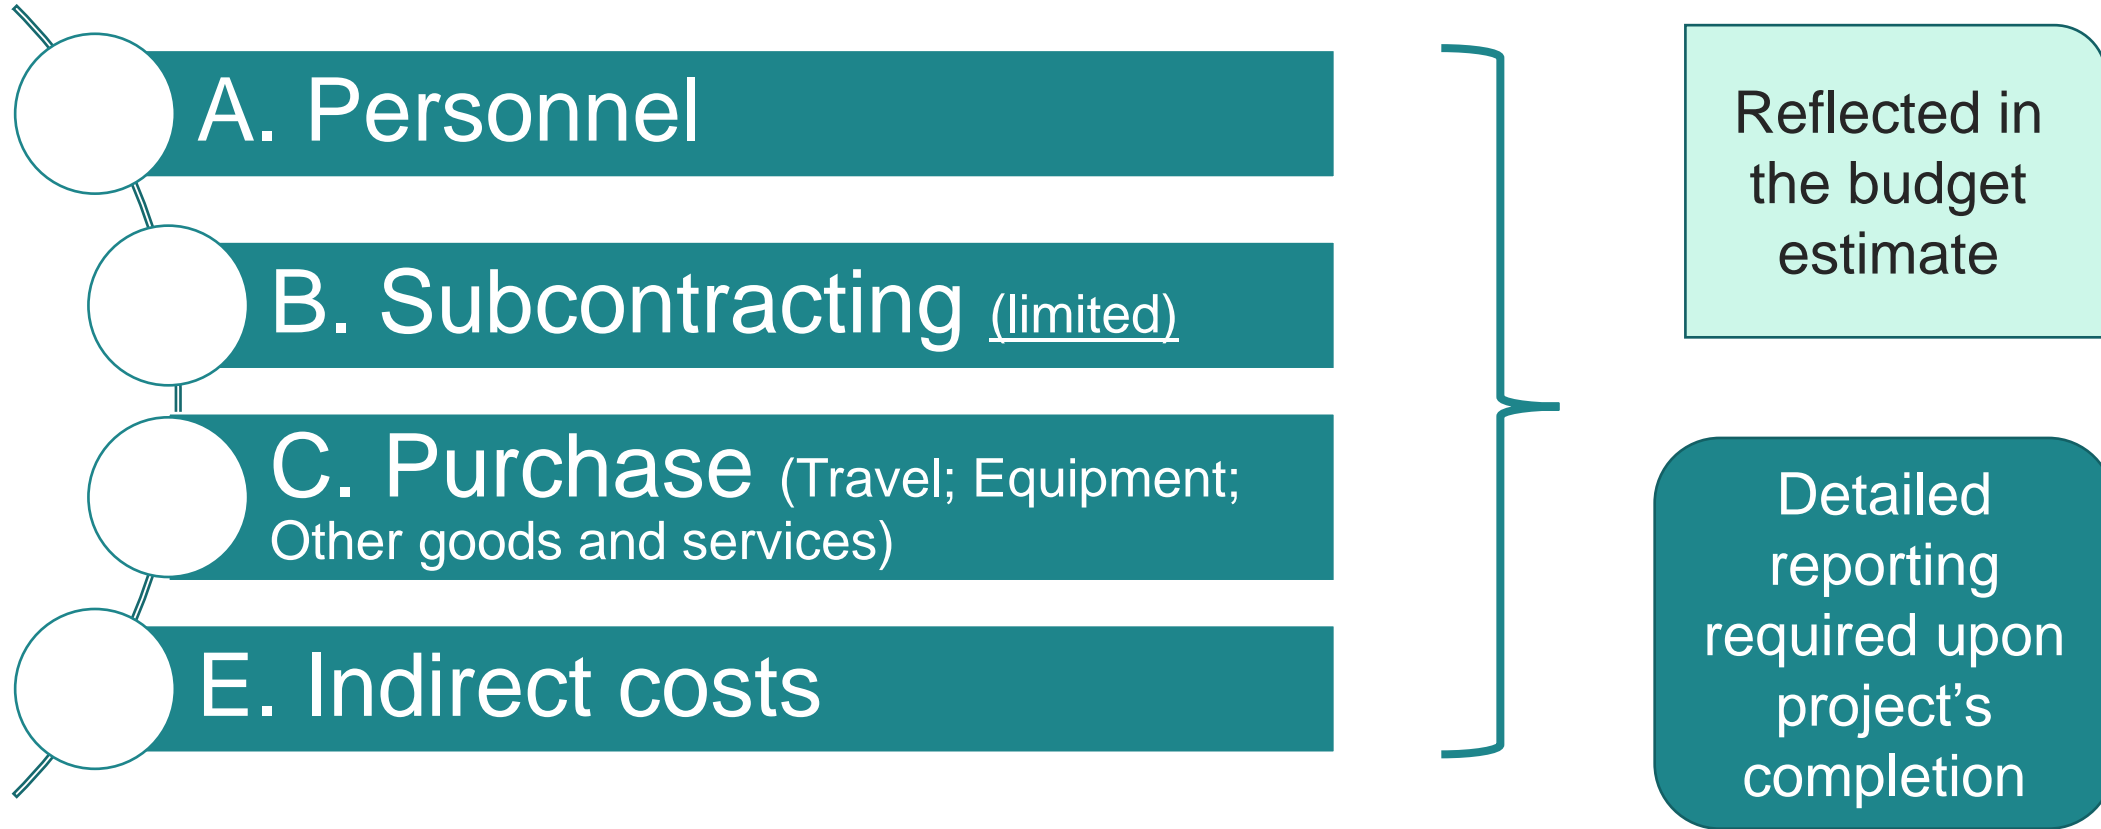 A. Personnel
B. Subcontracting (limited)
C. Purchase (Travel; Equipment;
Other goods and services)
E. Indirect costs
Reflected in
the budget
estimate
Detailed
reporting
required upon
project’s
completion